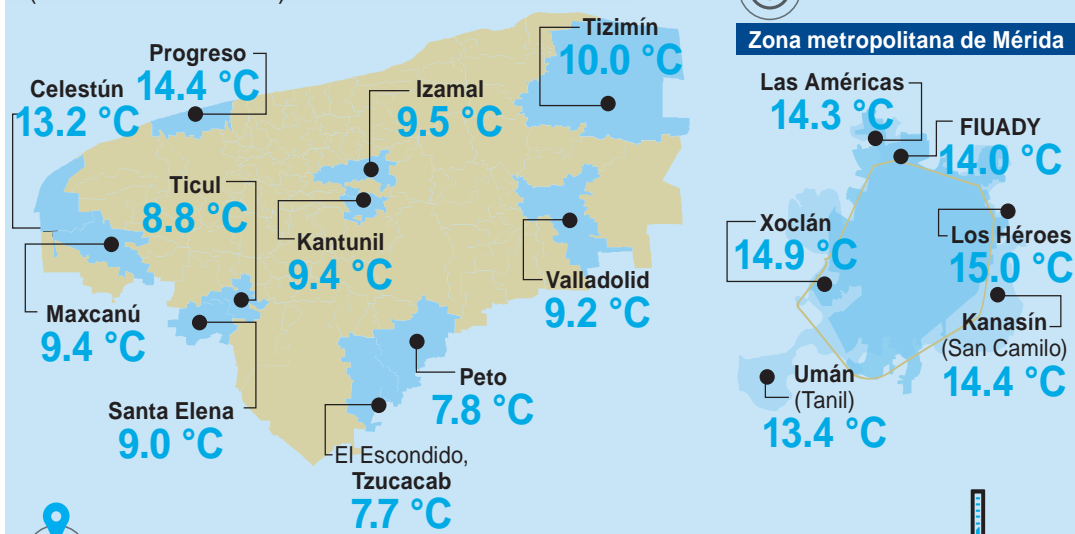 Progreso
14.4 °C
Celestún
13.2 °C
Izamal
9.5 °C
Tizimín
10.0 °C
Ticul
8.8 °C
Kantunil
9.4 °C
Valladolid
9.2 °C
Maxcanú
9.4 °C
Santa Elena
9.0 °C
Peto
7.8 °C
El Escondido,
Tzucacab
7.7 °C
Zona metropolitana de Mérida
Las Américas
14.3 °C
FIUADY
14.0 °C
Xoclán
14.9 °C
Los Héroes
15.0 °C
Kanasín
(San Camilo)
14.4 °C
Umán
(Tanil)
13.4 °C